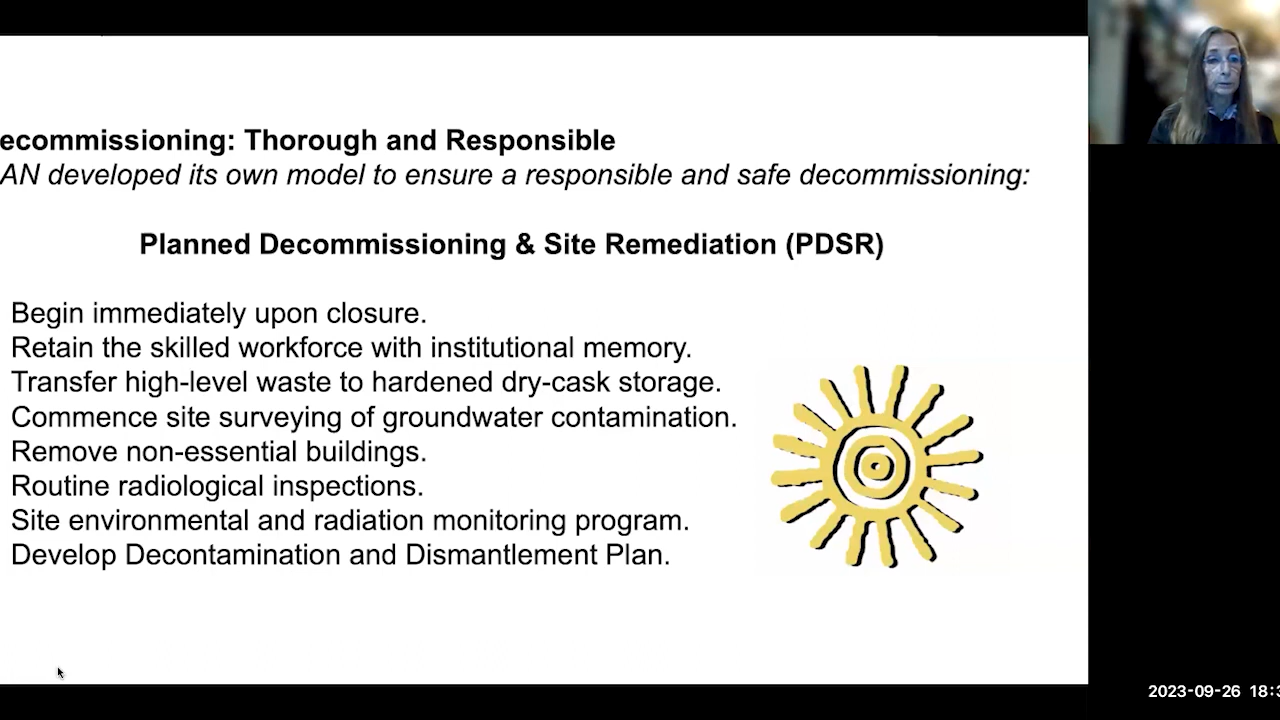 ecommissioning: Thorough and Responsible
AN developed its own model to ensure a responsible and safe decommissioning:
Planned Decommissioning & Site Remediation (PDSR)
Begin immediately upon closure.
Retain the skilled workforce with institutional memory.
Transfer high-level waste to hardened dry-cask storage.
Commence site surveying of groundwater contamination.
Remove non-essential buildings.
Routine radiological inspections.
Site environmental and radiation monitoring program.
Develop Decontamination and Dismantlement Plan.
2023-09-26 18:3